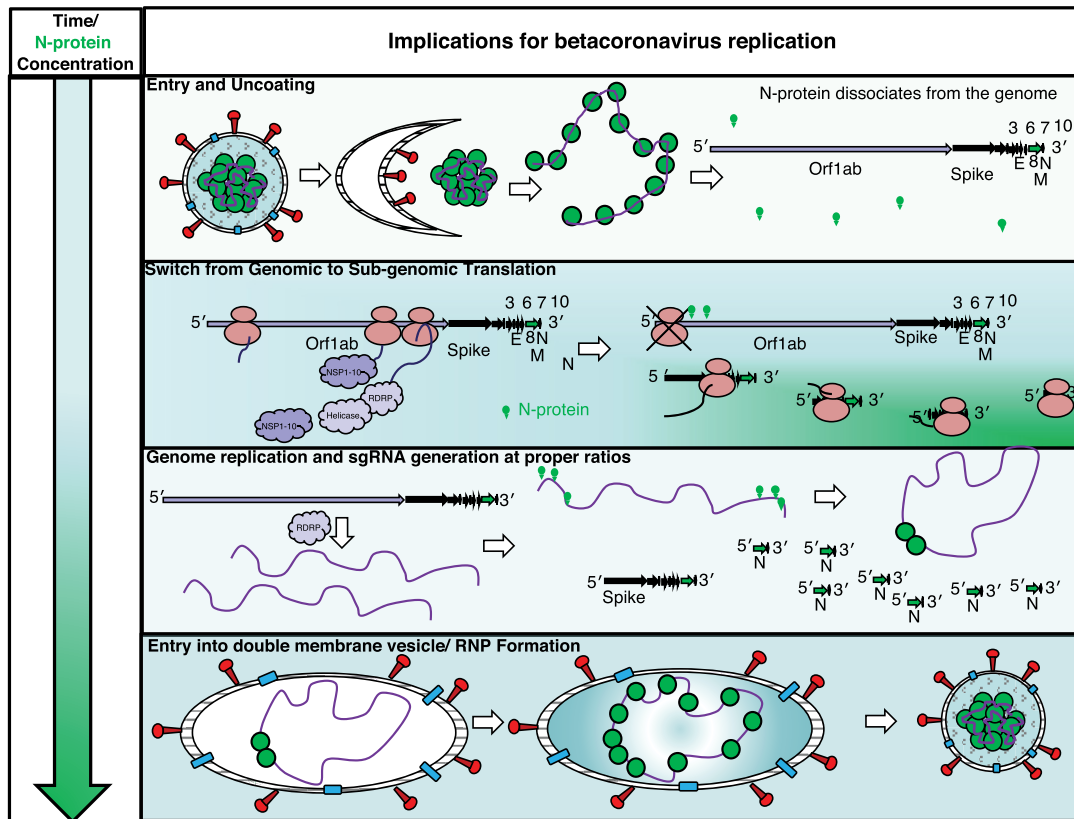 Time/
N-protein
Concentration
Implications for betacoronavirus replication
Entry and Uncoating
N-protein dissociates from the genome
3 6 7 10
5′ 3′
E 8 N
M
Orf1ab
Spike
Switch from Genomic to Sub-genomic Translation
3 6 7 10
5′ 3′
E 8 N
M
Orf1ab
Spike
NSP1-10
RDRP
Helicase
NSP1-10
N
N-protein
3 6 7 10
5′ 3′
E 8 N
M
Orf1ab
Spike
5′ 3′
5′ 3′
5′ 3′
5′ 3
Genome replication and sgRNA generation at proper ratios
5′ 3′
RDRP
5′ 3′
Spike
5′ 3′
N
5′ 3′
N
5′ 3′
N
5′ 3′
N
5′ 3′
N
5′ 3′
N
5′ 3′
N
Entry into double membrane vesicle/ RNP Formation